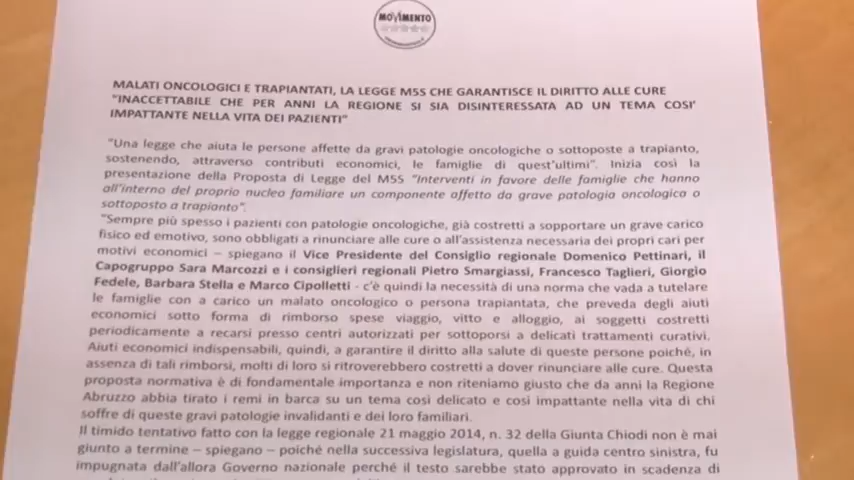 MOVIMENTO
MALATI ONCOLOGICI E TRAPIANTATI, LA LEGGE M5S CHE GARANTISCE IL DIRITTO ALLE CURE
"INACCETTABILE CHE PER ANNI LA REGIONE SI SIA DISINTERESSATA AD UN TEMA COSI'
IMPATTANTE NELLA VITA DEI PAZIENTI"
"Una legge che aiuta le persone affette da gravi patologie oncologiche o sottoposte a trapianto,
sostenendo, attraverso contributi economici, le famiglie di quest'ultimi". Inizia così la
presentazione della Proposta di Legge del M5S "Interventi in favore delle famiglie che hanno
all'interno del proprio nucleo familiare un componente affetto da grave patologia oncologica o
sottoposto a trapianto".
"Sempre più spesso i pazienti con patologie oncologiche, già costretti a sopportare un grave carico
fisico ed emotivo, sono obbligati a rinunciare alle cure o all'assistenza necessaria dei propri cari per
motivi economici – spiegano il Vice Presidente del Consiglio regionale Domenico Pettinari, il
Capogruppo Sara Marcozzi e i consiglieri regionali Pietro Smargiassi, Francesco Taglieri, Giorgio
Fedele, Barbara Stella e Marco Cipolletti - c'è quindi la necessità di una norma che vada a tutelare
le famiglie con a carico un malato oncologico o persona trapiantata, che preveda degli aiuti
economici sotto forma di rimborso spese viaggio, vitto e alloggio, ai soggetti costretti
periodicamente a recarsi presso centri autorizzati per sottoporsi a delicati trattamenti curativi.
Aiuti economici indispensabili, quindi, a garantire il diritto alla salute di queste persone poiché, in
assenza di tali rimborsi, molti di loro si ritroverebbero costretti a dover rinunciare alle cure. Questa
proposta normativa è di fondamentale importanza e non riteniamo giusto che da anni la Regione
Abruzzo abbia tirato i remi in barca su un tema così delicato e così impattante nella vita di chi
soffre di queste gravi patologie invalidanti e dei loro familiari.
Il timido tentativo fatto con la legge regionale 21 maggio 2014, n. 32 della Giunta Chiodi non è mai
giunto a termine – spiegano – poiché nella successiva legislatura, quella a guida centro sinistra, fu
impugnata dall'allora Governo nazionale perché il testo sarebbe stato approvato in scadenza di